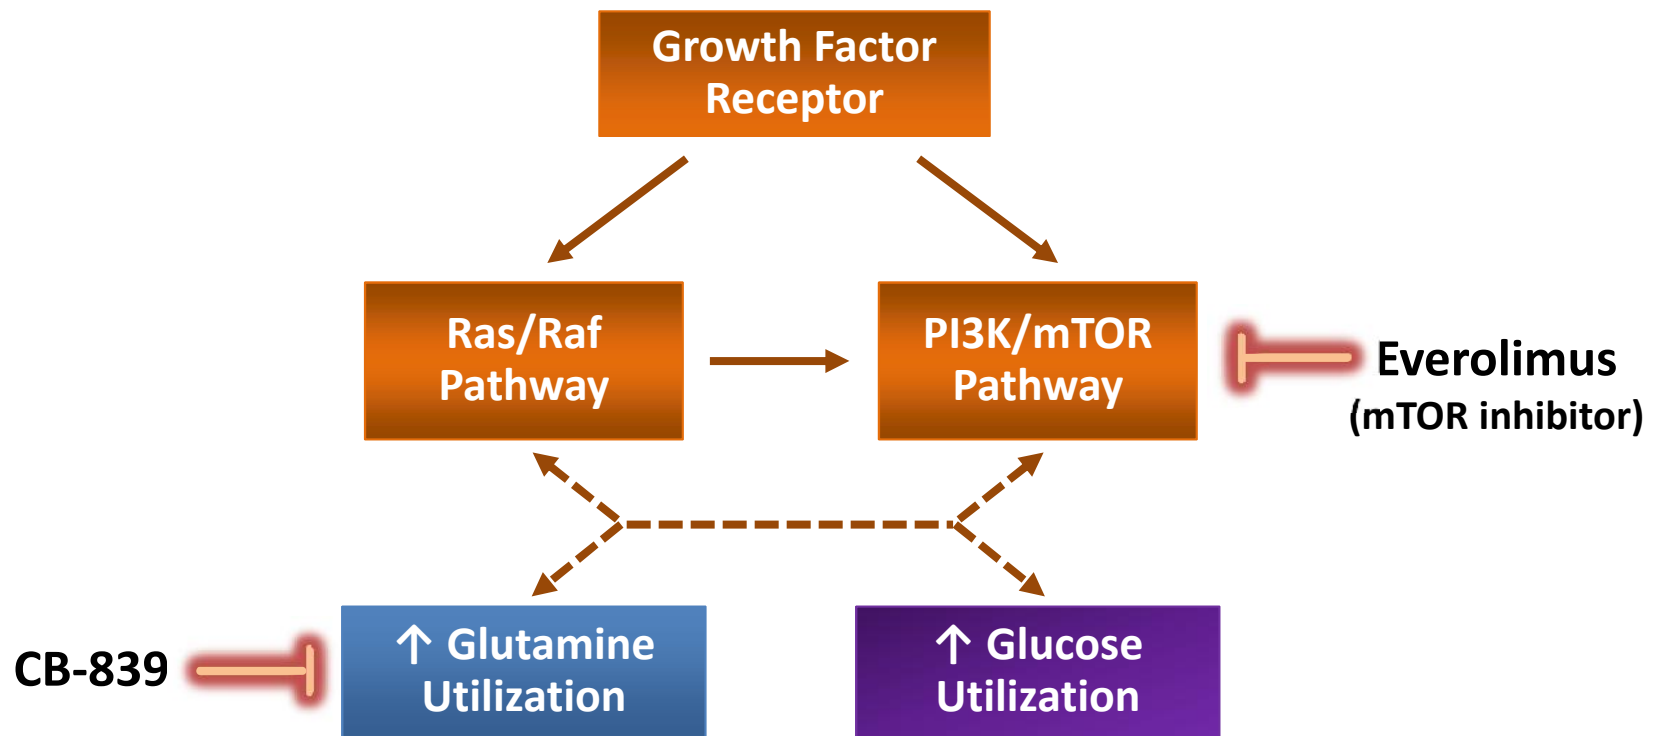 Growth Factor
Receptor
Ras/Raf
Pathway
PI3K/mTOR
Pathway
Everolimus
(mTOR inhibitor)
CB-839
↑ Glutamine
Utilization
↑ Glucose
Utilization